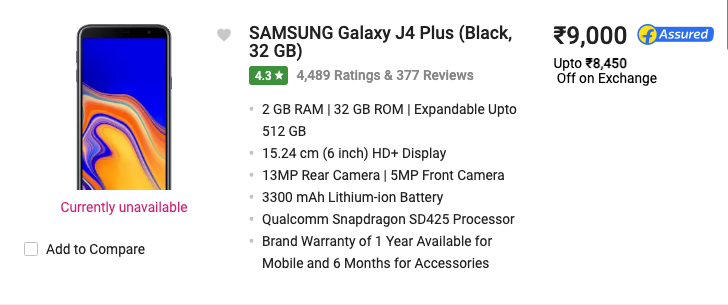 SAMSUNG Galaxy J4 Plus (Black,
32 GB)
4.3★ 4,489 Ratings & 377 Reviews
• 2 GB RAM | 32 GB ROM | Expandable Upto
512 GB
• 15.24 cm (6 inch) HD+ Display
• 13MP Rear Camera | 5MP Front Camera
• 3300 mAh Lithium-ion Battery
• Qualcomm Snapdragon SD425 Processor
• Brand Warranty of 1 Year Available for
Mobile and 6 Months for Accessories
₹9,000 f Assured
Upto ₹8,450
Off on Exchange
Currently unavailable
Add to Compare